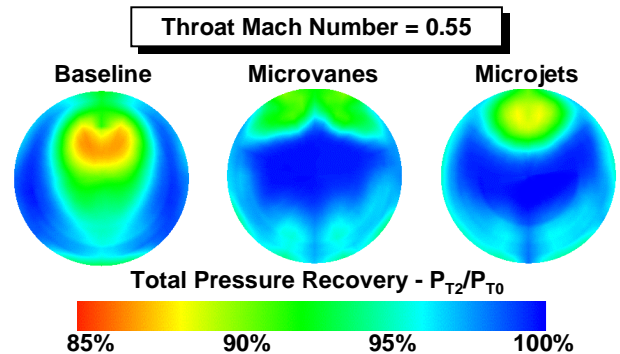 Throat Mach Number = 0.55
Baseline Microvanes Microjets
Total Pressure Recovery - PT2/PT0
85% 90% 95% 100%